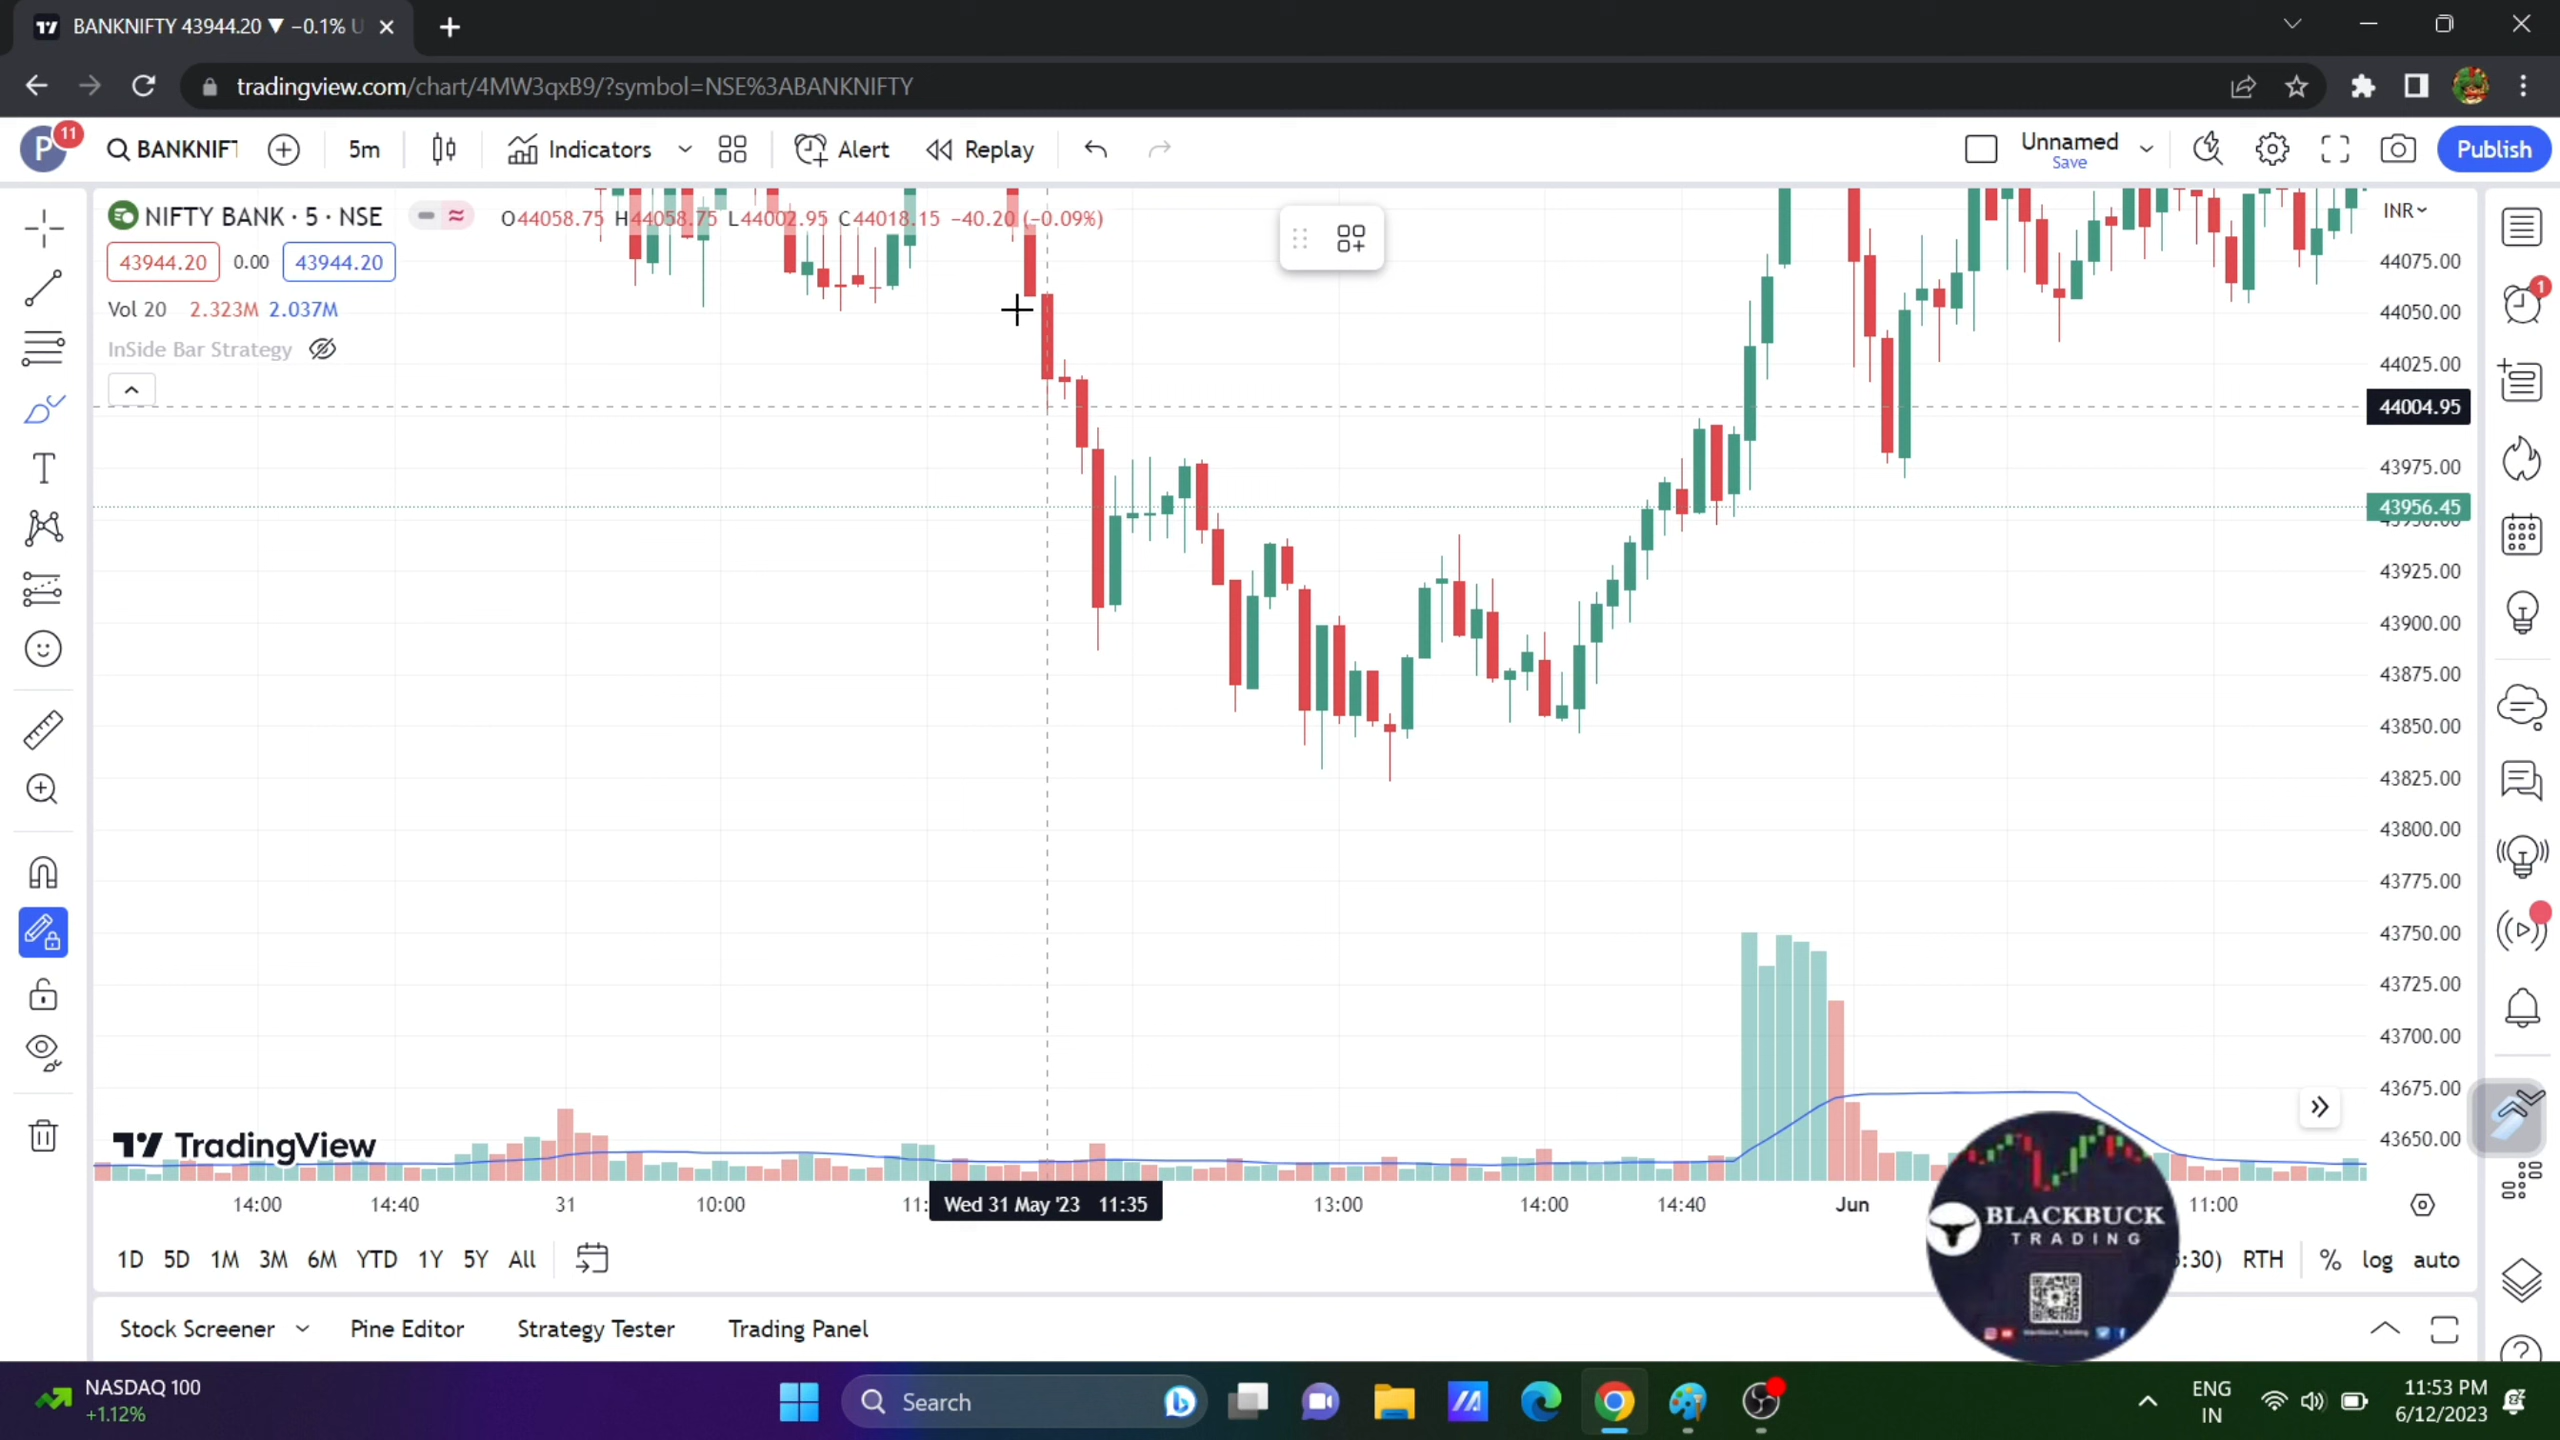 BANKNIFTY 43944.20 ▼ −0.1% U
tradingview.com/chart/4MW3qxB9/?symbol=NSE%3ABANKNIFTY
P
11
BANKNIFT
5m
Indicators
Alert
Replay
Unnamed
Save
Publish
NIFTY BANK · 5 · NSE
O44058.75 H44058.75 L44002.95 C44018.15 −40.20 (−0.09%)
INR
43944.20 0.00 43944.20
Vol 20 2.323M 2.037M
InSide Bar Strategy
1
44075.00
44050.00
44025.00
44004.95
43975.00
43956.45
43925.00
43900.00
43875.00
43850.00
43825.00
43800.00
43775.00
43750.00
43725.00
43700.00
43675.00
43650.00
TradingView
14:00 14:40 31 10:00 11: Wed 31 May '23 11:35 13:00 14:00 14:40 Jun 11:00
BLACKBUCK
TRADING
1D 5D 1M 3M 6M YTD 1Y 5Y All
:30) RTH % log auto
Stock Screener Pine Editor Strategy Tester Trading Panel
NASDAQ 100
+1.12%
Search
ENG
IN
11:53 PM
6/12/2023